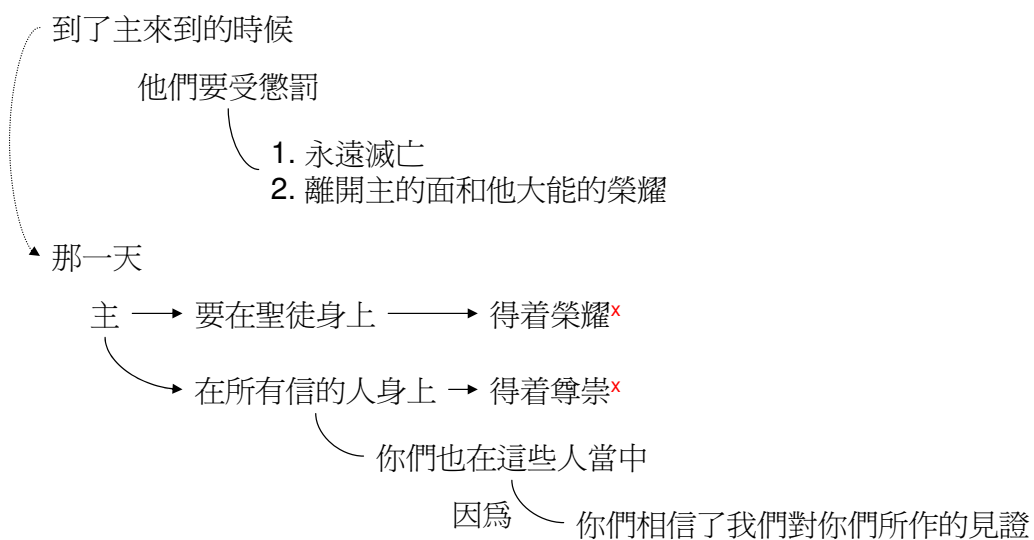 到了主來到的時候
他們要受懲罰
1. 永遠滅亡
2. 離開主的面和他大能的榮耀
那一天
主 要在聖徒身上 得着榮耀x
在所有信的人身上 得着尊崇x
你們也在這些人當中
因爲 你們相信了我們對你們所作的見證